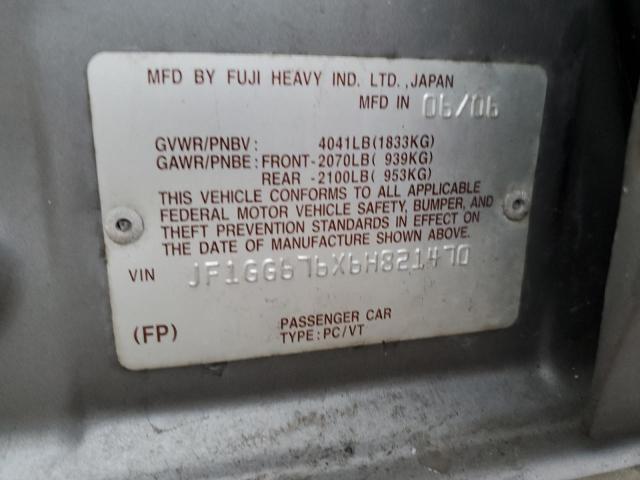 MFD BY FUJI HEAVY IND. LTD.,JAPAN
MFD IN 06/06
GVWR/PNBV: 4041LB(1833KG)
GAWR/PNBE: FRONT-2070LB( 939KG)
REAR -2100LB( 953KG)
THIS VEHICLE CONFORMS TO ALL APPLICABLE
FEDERAL MOTOR VEHICLE SAFETY, BUMPER, AND
THEFT PREVENTION STANDARDS IN EFFECT ON
THE DATE OF MANUFACTURE SHOWN ABOVE.
VIN JF1GG676X6H821470
PASSENGER CAR
(FP) TYPE: PC/VT